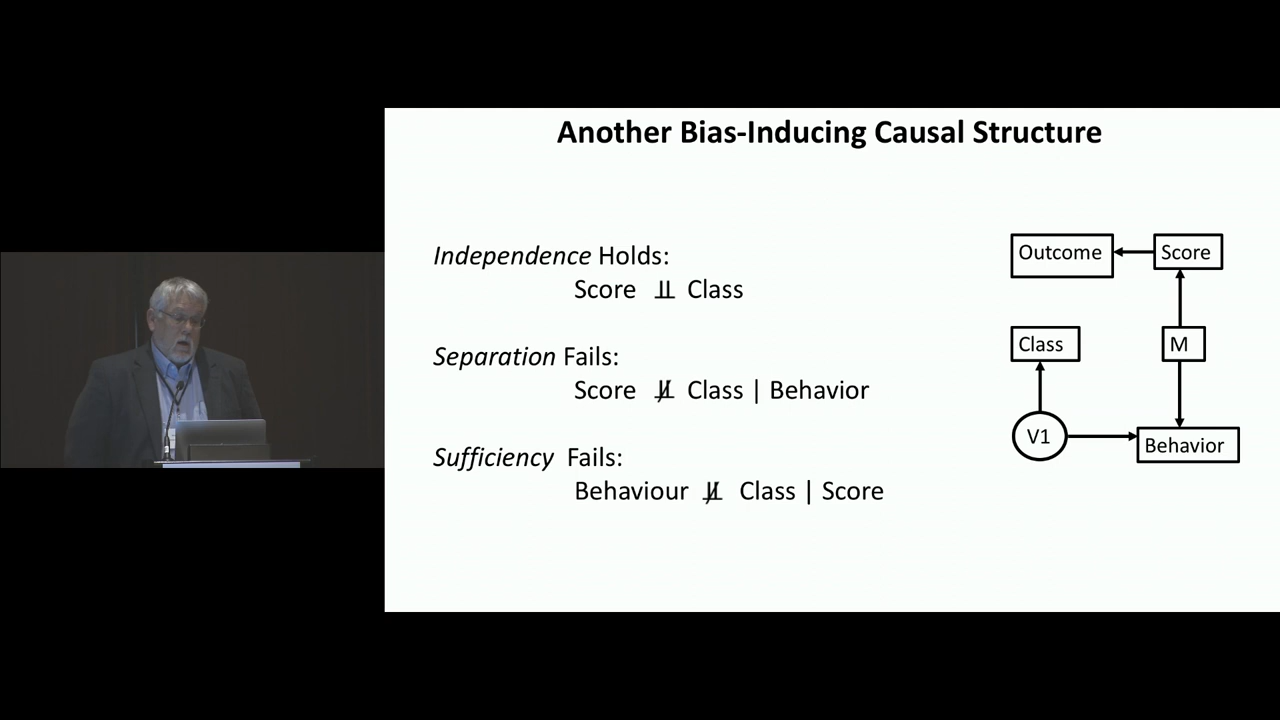 Another Bias-Inducing Causal Structure
Independence Holds:
Score ⫫ Class
Separation Fails:
Score ⫫̸ Class | Behavior
Sufficiency Fails:
Behaviour ⫫̸ Class | Score
Outcome
Score
Class
M
V1
Behavior